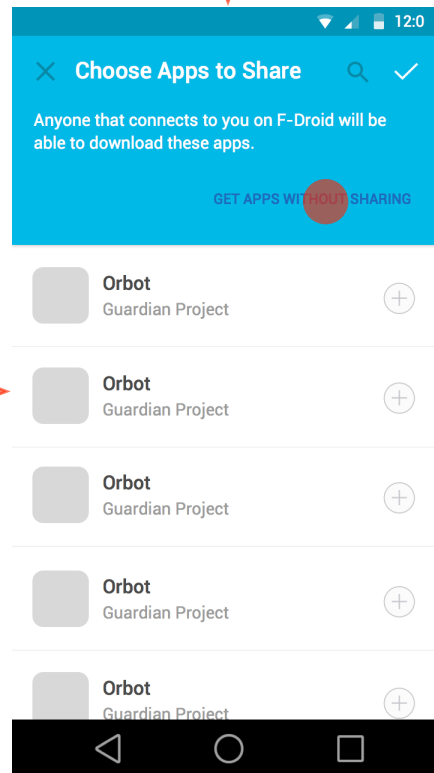 12:0
Choose Apps to Share
Anyone that connects to you on F-Droid will be
able to download these apps.
GET APPS WITHOUT SHARING
Orbot
Guardian Project
Orbot
Guardian Project
Orbot
Guardian Project
Orbot
Guardian Project
Orbot
Guardian Project